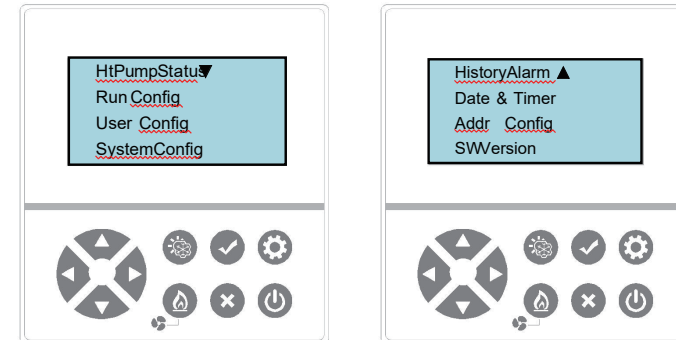 HtPumpStatus▼
Run Config
User Config
SystemConfig
HistoryAlarm ▲
Date & Timer
Addr Config
SWVersion